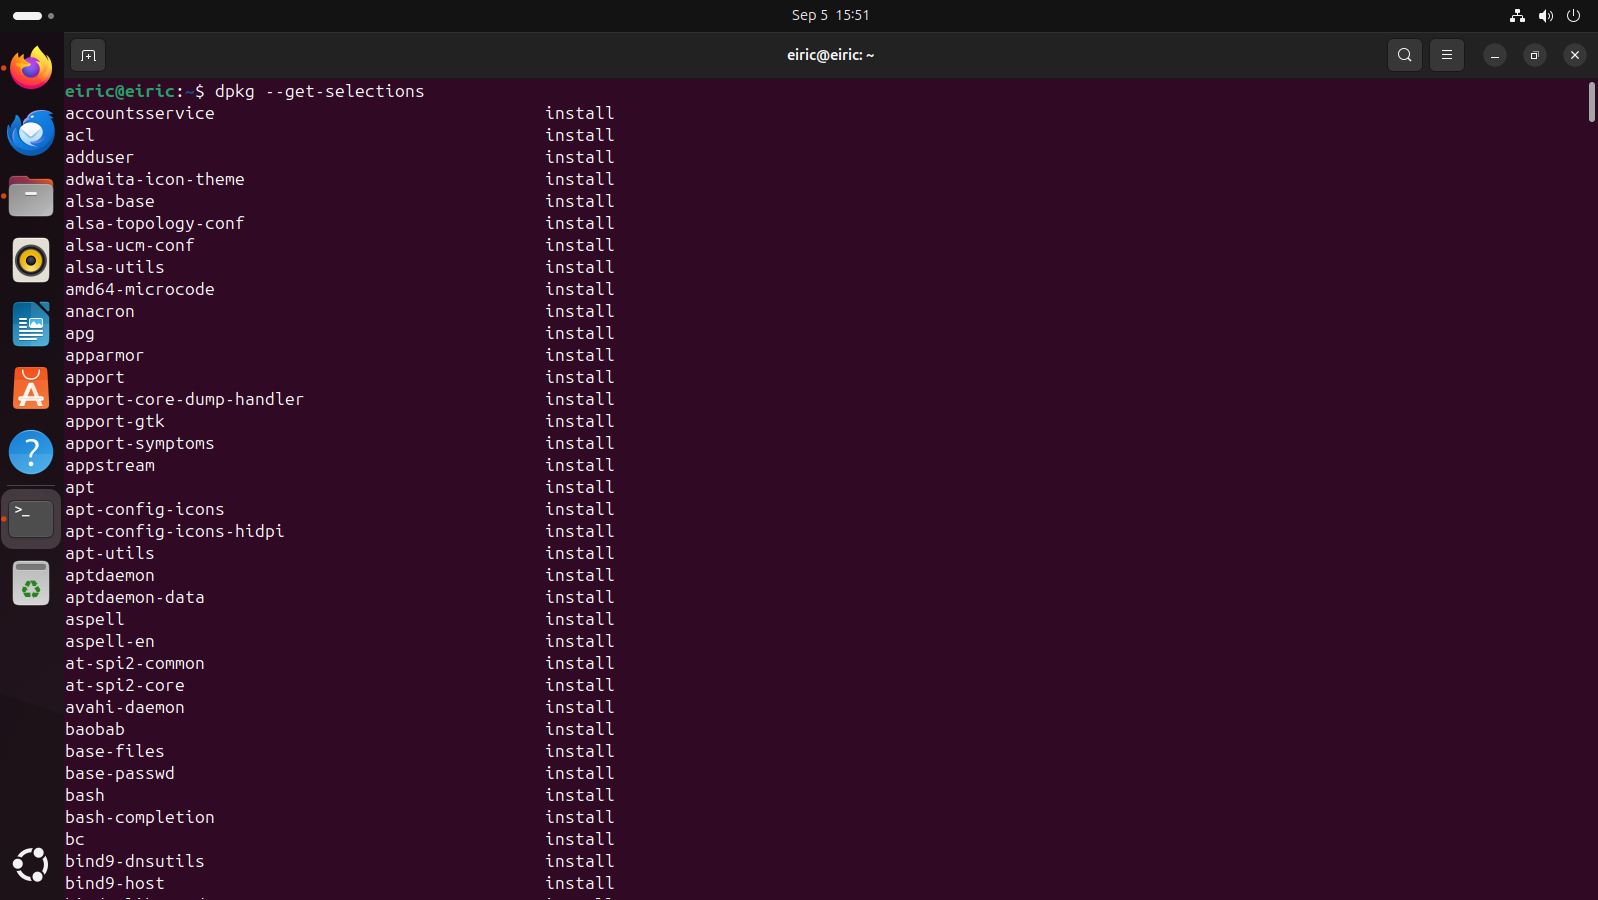 Sep 5 15:51
eiric@eiric: ~
eiric@eiric:~$ dpkg --get-selections
accountsservice install
acl install
adduser install
adwaita-icon-theme install
alsa-base install
alsa-topology-conf install
alsa-ucm-conf install
alsa-utils install
amd64-microcode install
anacron install
apg install
apparmor install
apport install
apport-core-dump-handler install
apport-gtk install
apport-symptoms install
appstream install
apt install
apt-config-icons install
apt-config-icons-hidpi install
apt-utils install
aptdaemon install
aptdaemon-data install
aspell install
aspell-en install
at-spi2-common install
at-spi2-core install
avahi-daemon install
baobab install
base-files install
base-passwd install
bash install
bash-completion install
bc install
bind9-dnsutils install
bind9-host install